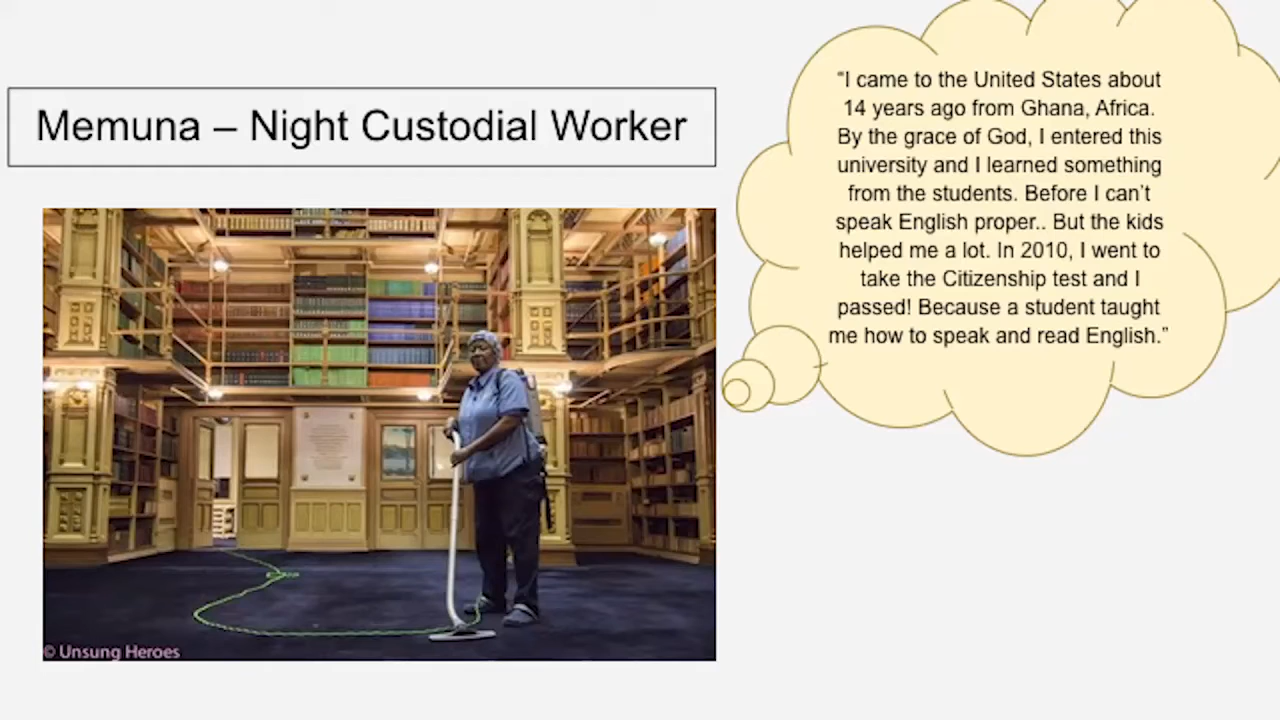 Memuna – Night Custodial Worker
“I came to the United States about
14 years ago from Ghana, Africa.
By the grace of God, I entered this
university and I learned something
from the students. Before I can’t
speak English proper.. But the kids
helped me a lot. In 2010, I went to
take the Citizenship test and I
passed! Because a student taught
me how to speak and read English.”
© Unsung Heroes